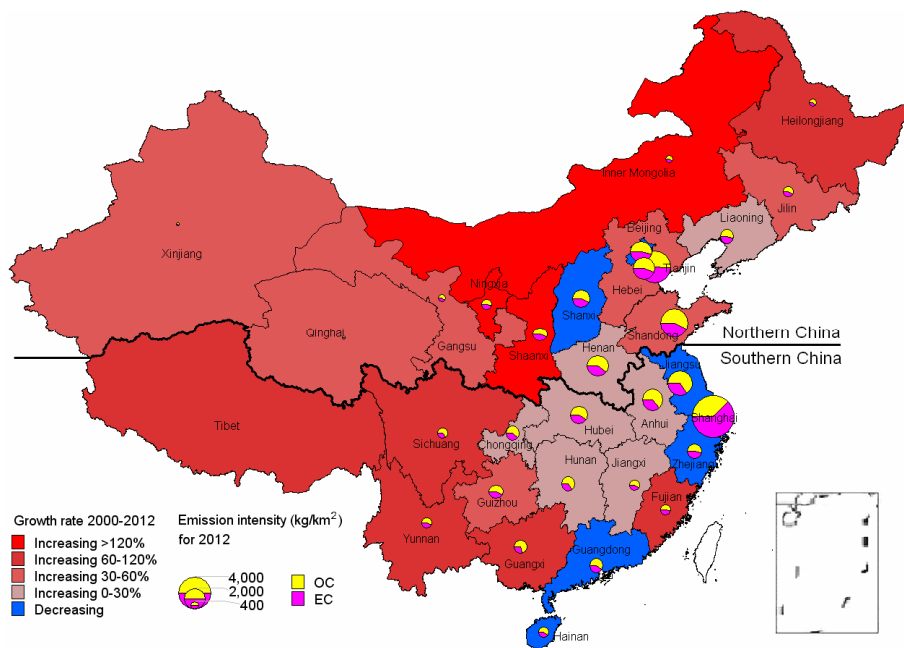 Heilongjiang
Inner Mongolia
Jilin
Liaoning
Beijing
Xinjiang
Tianjin
Ningxia
Hebei
Shanxi
Qinghai
Gansu
Shaanxi
Shandong
Henan
Northern China
Southern China
Jiangsu
Shanghai
Anhui
Tibet
Sichuang
Chongqing
Hubei
Zhejiang
Hunan
Jiangxi
Guizhou
Fujian
Yunnan
Guangxi
Guangdong
Hainan
Growth rate 2000-2012
Increasing >120%
Increasing 60-120%
Increasing 30-60%
Increasing 0-30%
Decreasing
Emission intensity (kg/km²)
for 2012
4,000
2,000
400
OC
EC